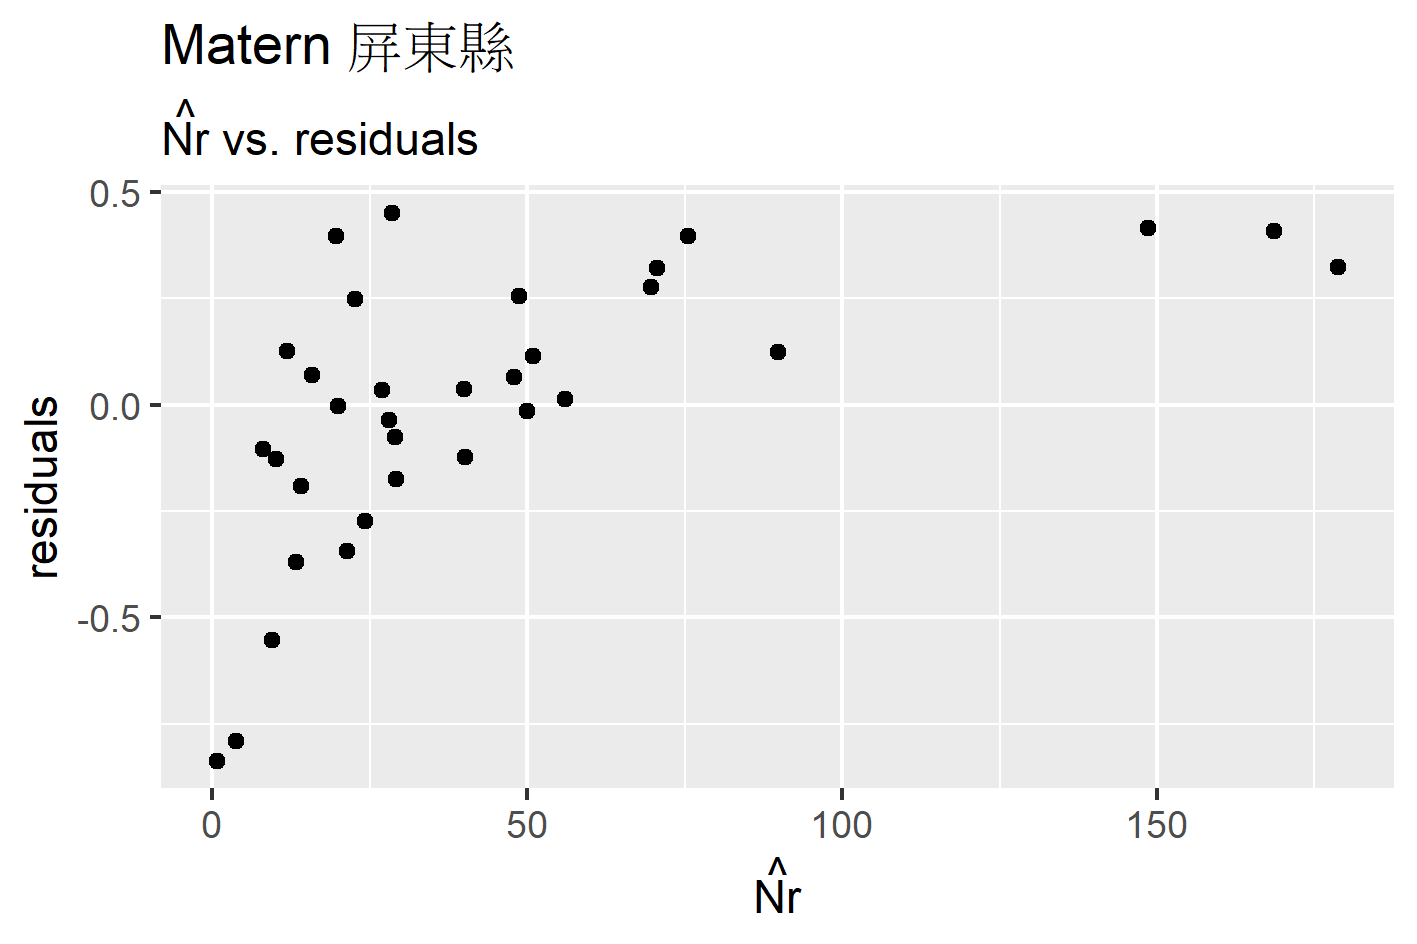 Matern 屏東縣
N̂r vs. residuals
0.5
0.0
-0.5
residuals
0 50 100 150
N̂r